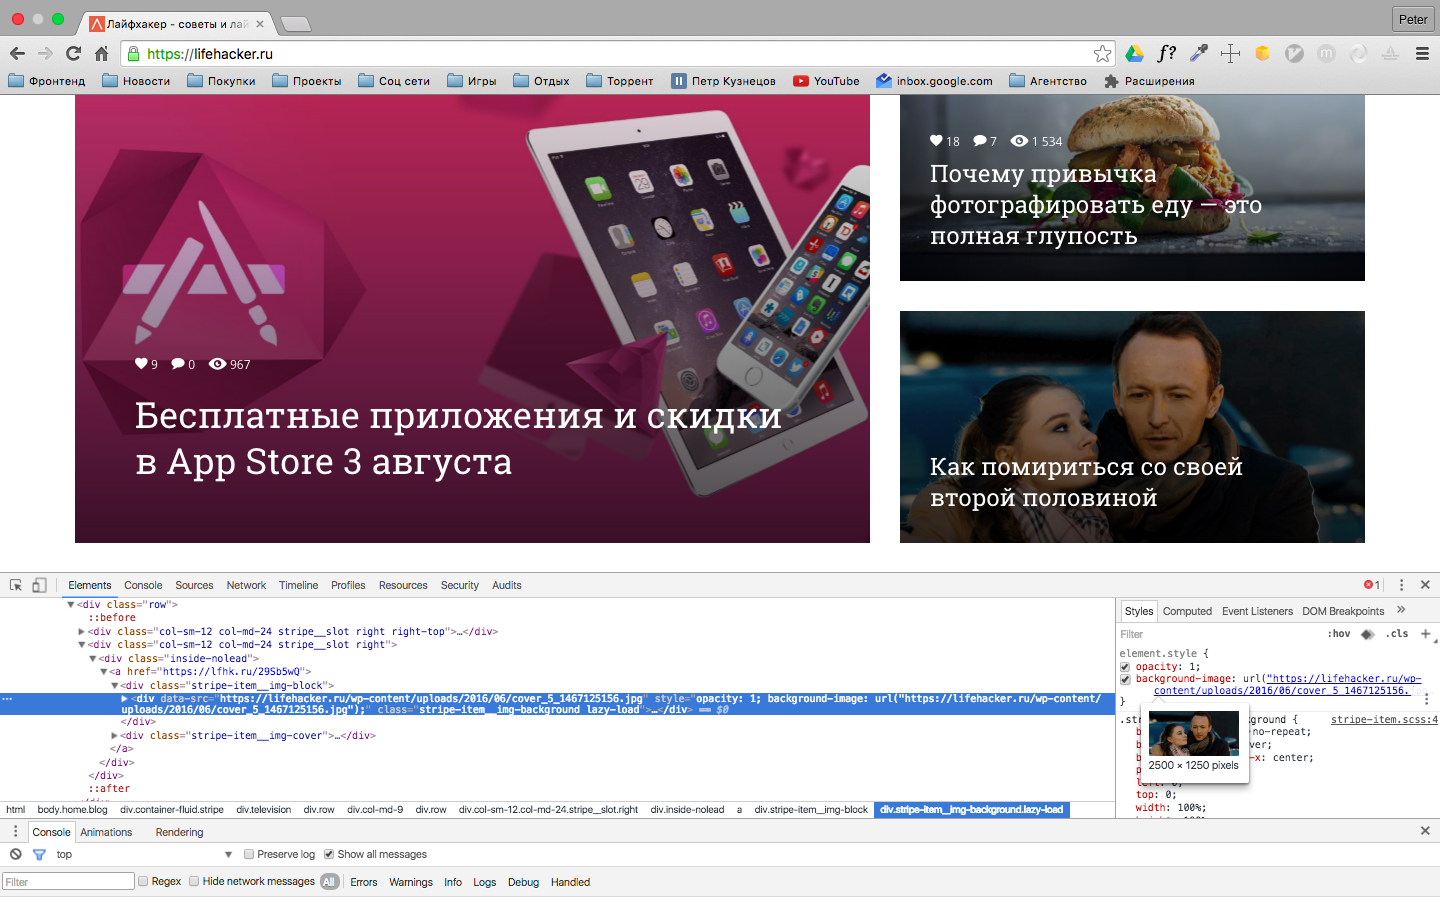 Лайфхакер - советы и лай
Peter
https://lifehacker.ru
f?
Фронтенд Новости Покупки Проекты Соц сети Игры Отдых Торрент Петр Кузнецов YouTube inbox.google.com Агентство Расширения
9 0 967
Бесплатные приложения и скидки
в App Store 3 августа
18 7 1 534
Почему привычка
фотографировать еду — это
полная глупость
Как помириться со своей
второй половиной
Elements Console Sources Network Timeline Profiles Resources Security Audits 1
<div class="row">
::before
<div class="col-sm-12 col-md-24 stripe__slot right right-top">…</div>
<div class="col-sm-12 col-md-24 stripe__slot right">
<div class="inside-nolead">
<a href="https://lfhk.ru/29Sb5wQ">
<div class="stripe-item__img-block">
<div data-src="https://lifehacker.ru/wp-content/uploads/2016/06/cover_5_1467125156.jpg" style="opacity: 1; background-image: url("https://lifehacker.ru/wp-content/
uploads/2016/06/cover_5_1467125156.jpg");" class="stripe-item__img-background lazy-load">…</div> == $0
</div>
<div class="stripe-item__img-cover">…</div>
</a>
</div>
</div>
::after
html body.home.blog div.container-fluid.stripe div.television div.row div.col-md-9 div.row div.col-sm-12.col-md-24.stripe__slot.right div.inside-nolead a div.stripe-item__img-block div.stripe-item__img-background.lazy-load
Styles Computed Event Listeners DOM Breakpoints »
Filter :hov .cls +
element.style {
opacity: 1;
background-image: url("https://lifehacker.ru/wp-
content/uploads/2016/06/cover_5_1467125156.
}
.st ground { stripe-item.scss:4
b no-repeat;
b ver;
b -x: center;
p
left: 0;
top: 0;
width: 100%;
2500 × 1250 pixels
Console Animations Rendering
top Preserve log Show all messages
Filter Regex Hide network messages All Errors Warnings Info Logs Debug Handled